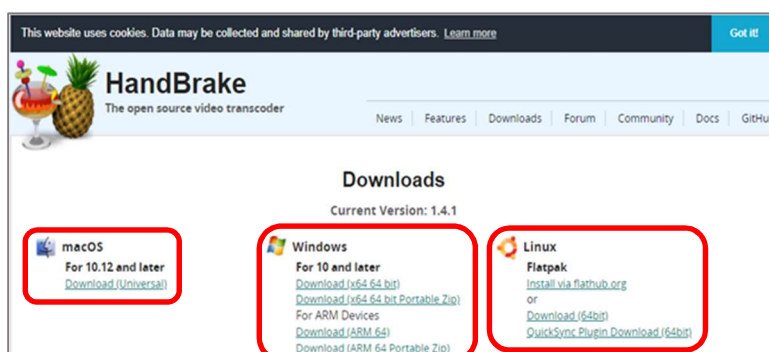 This website uses cookies. Data may be collected and shared by third-party advertisers. Learn more
Got it!
HandBrake
The open source video transcoder
News Features Downloads Forum Community Docs GitHu
Downloads
Current Version: 1.4.1
macOS
For 10.12 and later
Download (Universal)
Windows
For 10 and later
Download (x64 64 bit)
Download (x64 64 bit Portable Zip)
For ARM Devices
Download (ARM 64)
Download (ARM 64 Portable Zip)
Linux
Flatpak
Install via flathub.org
or
Download (64bit)
QuickSync Plugin Download (64bit)